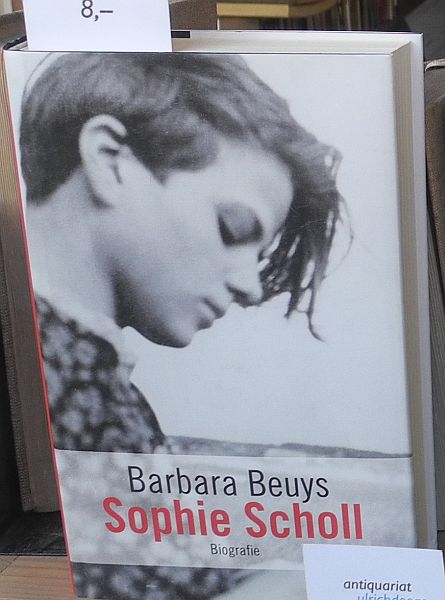 8,–
Barbara Beuys
Sophie Scholl
Biografie
antiquariat